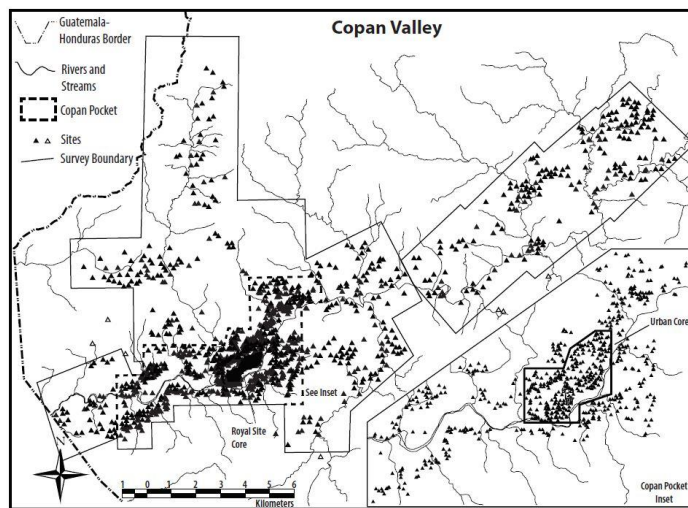 Copan Valley
Guatemala-
Honduras Border
Rivers and
Streams
Copan Pocket
Sites
Survey Boundary
Urban Core
See Inset
Royal Site
Core
1 0 1 2 3 4 5 6
Kilometers
Copan Pocket
Inset